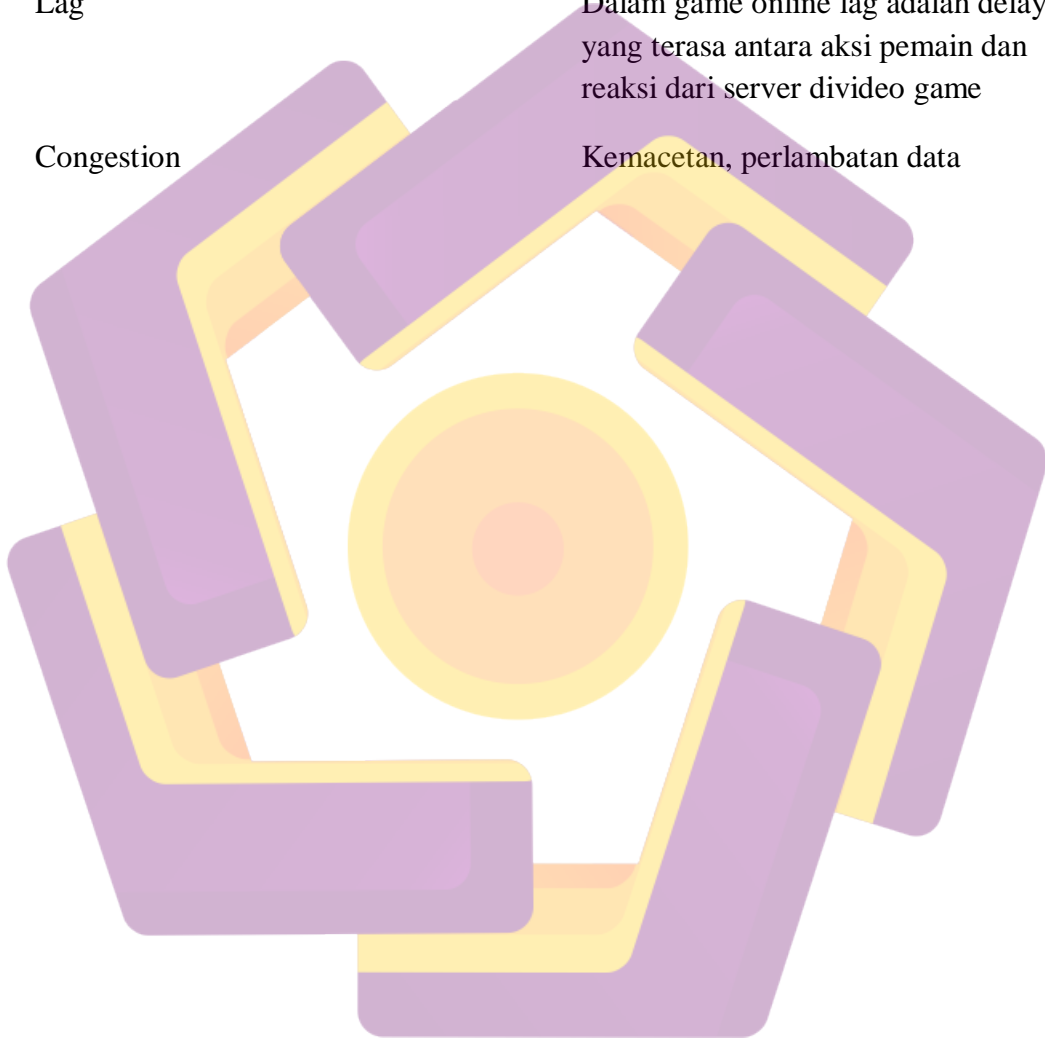 Lag
Dalam game online lag adalah delay
yang terasa antara aksi pemain dan
reaksi dari server divideo game
Congestion
Kemacetan, perlambatan data